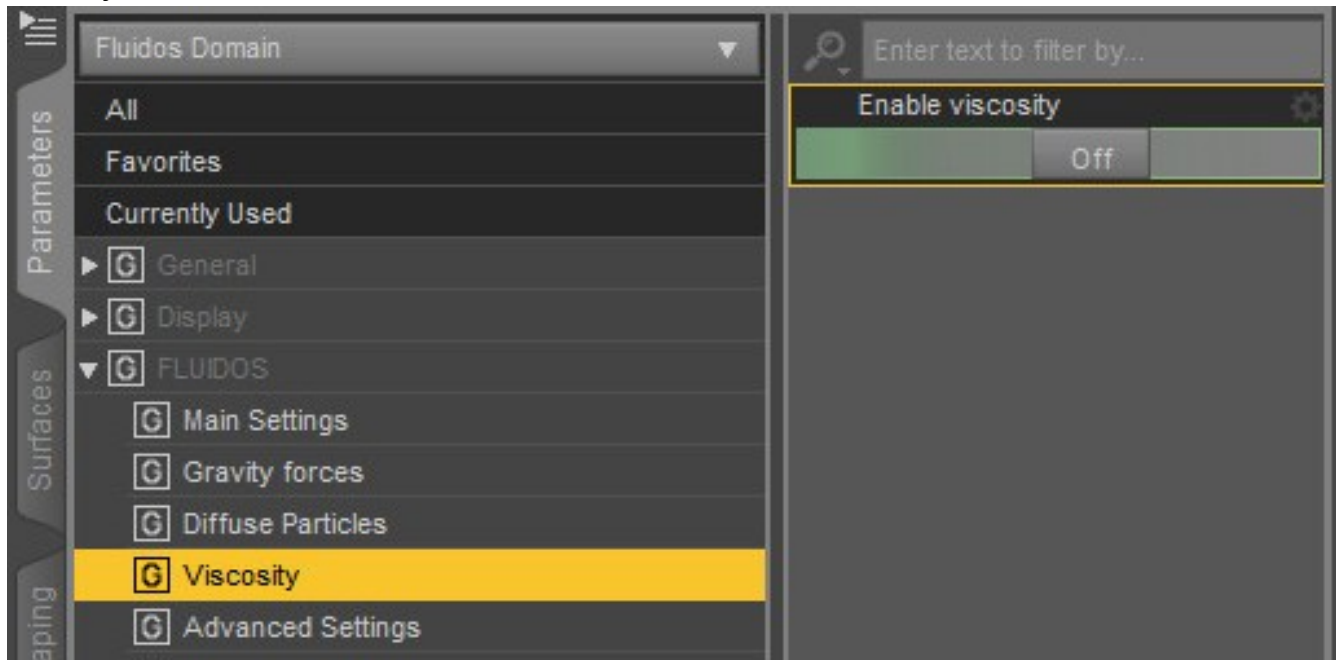 Fluidos Domain
Enter text to filter by...
All
Enable viscosity
Off
Favorites
Currently Used
G General
G Display
G FLUIDOS
G Main Settings
G Gravity forces
G Diffuse Particles
G Viscosity
G Advanced Settings
Parameters
Surfaces
aping